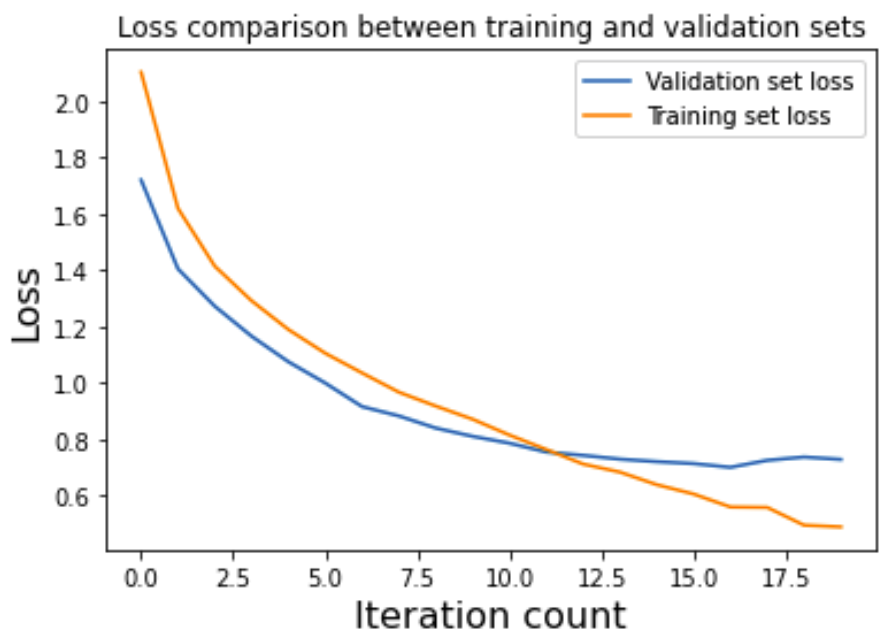 Loss comparison between training and validation sets
Validation set loss
Training set loss
2.0
1.8
1.6
1.4
1.2
1.0
0.8
0.6
Loss
0.0 2.5 5.0 7.5 10.0 12.5 15.0 17.5
Iteration count